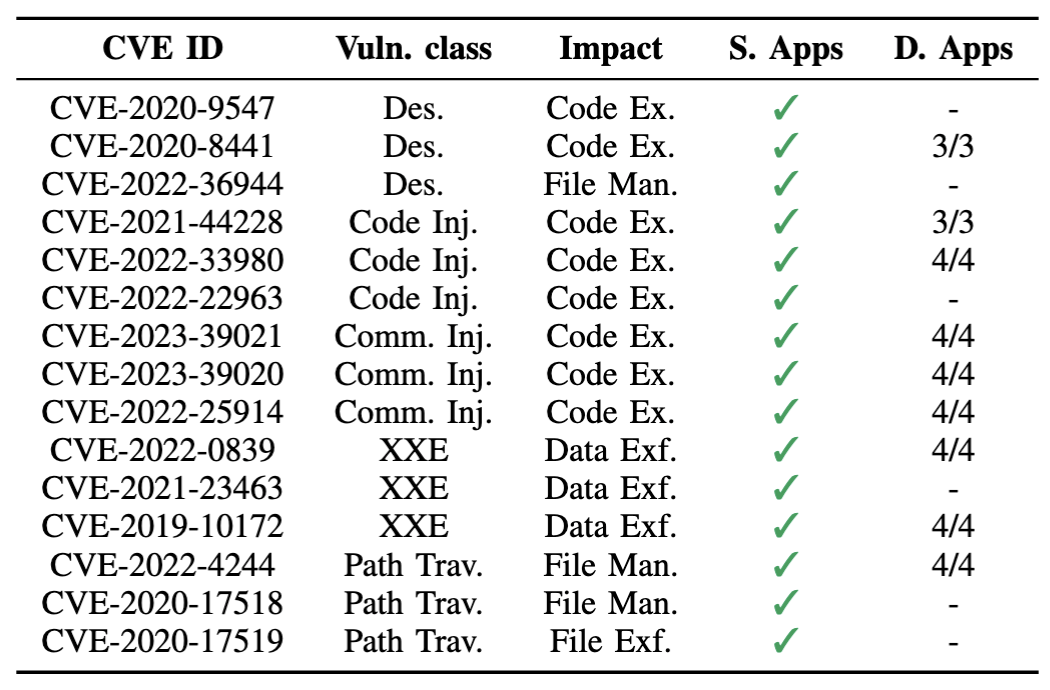 CVE ID Vuln. class Impact S. Apps D. Apps
CVE-2020-9547 Des. Code Ex. ✓ -
CVE-2020-8441 Des. Code Ex. ✓ 3/3
CVE-2022-36944 Des. File Man. ✓ -
CVE-2021-44228 Code Inj. Code Ex. ✓ 3/3
CVE-2022-33980 Code Inj. Code Ex. ✓ 4/4
CVE-2022-22963 Code Inj. Code Ex. ✓ -
CVE-2023-39021 Comm. Inj. Code Ex. ✓ 4/4
CVE-2023-39020 Comm. Inj. Code Ex. ✓ 4/4
CVE-2022-25914 Comm. Inj. Code Ex. ✓ 4/4
CVE-2022-0839 XXE Data Exf. ✓ 4/4
CVE-2021-23463 XXE Data Exf. ✓ -
CVE-2019-10172 XXE Data Exf. ✓ 4/4
CVE-2022-4244 Path Trav. File Man. ✓ 4/4
CVE-2020-17518 Path Trav. File Man. ✓ -
CVE-2020-17519 Path Trav. File Exf. ✓ -